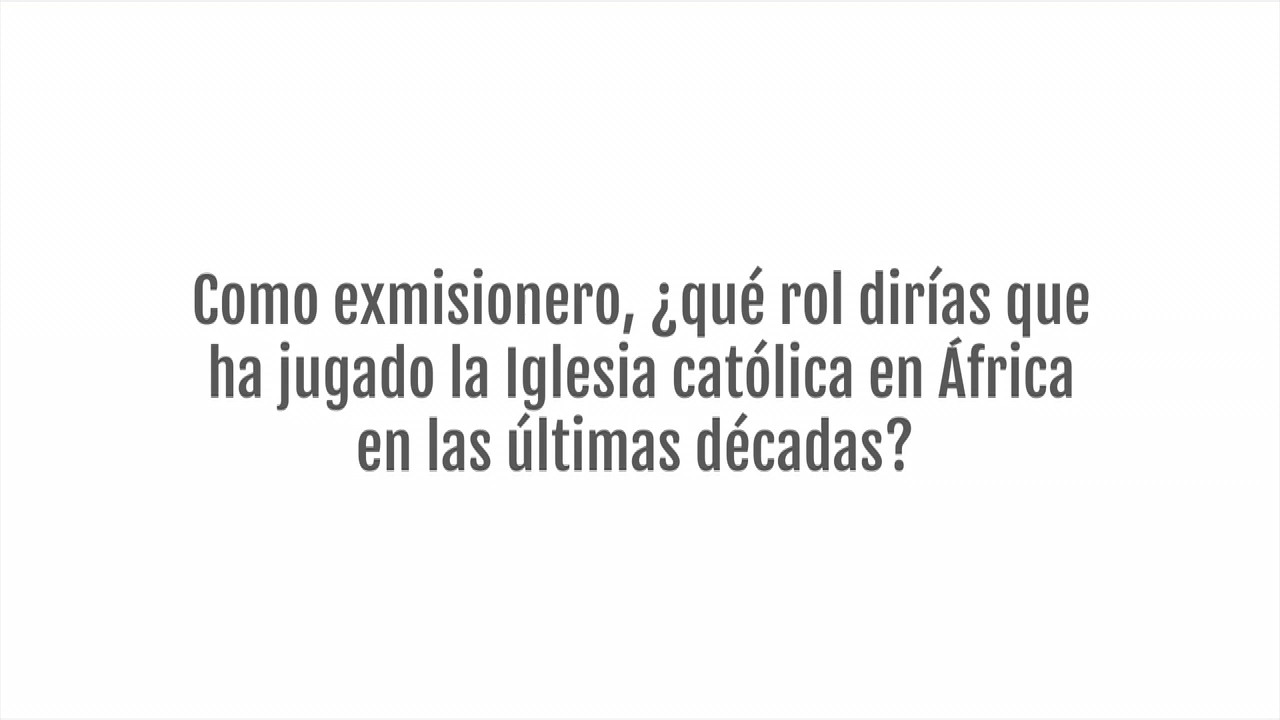 Como exmisionero, ¿qué rol dirías que
ha jugado la Iglesia católica en África
en las últimas décadas?